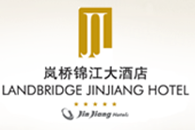 岚桥锦江大酒店
LANDBRIDGE JINJIANG HOTEL
Jin Jiang Hotels